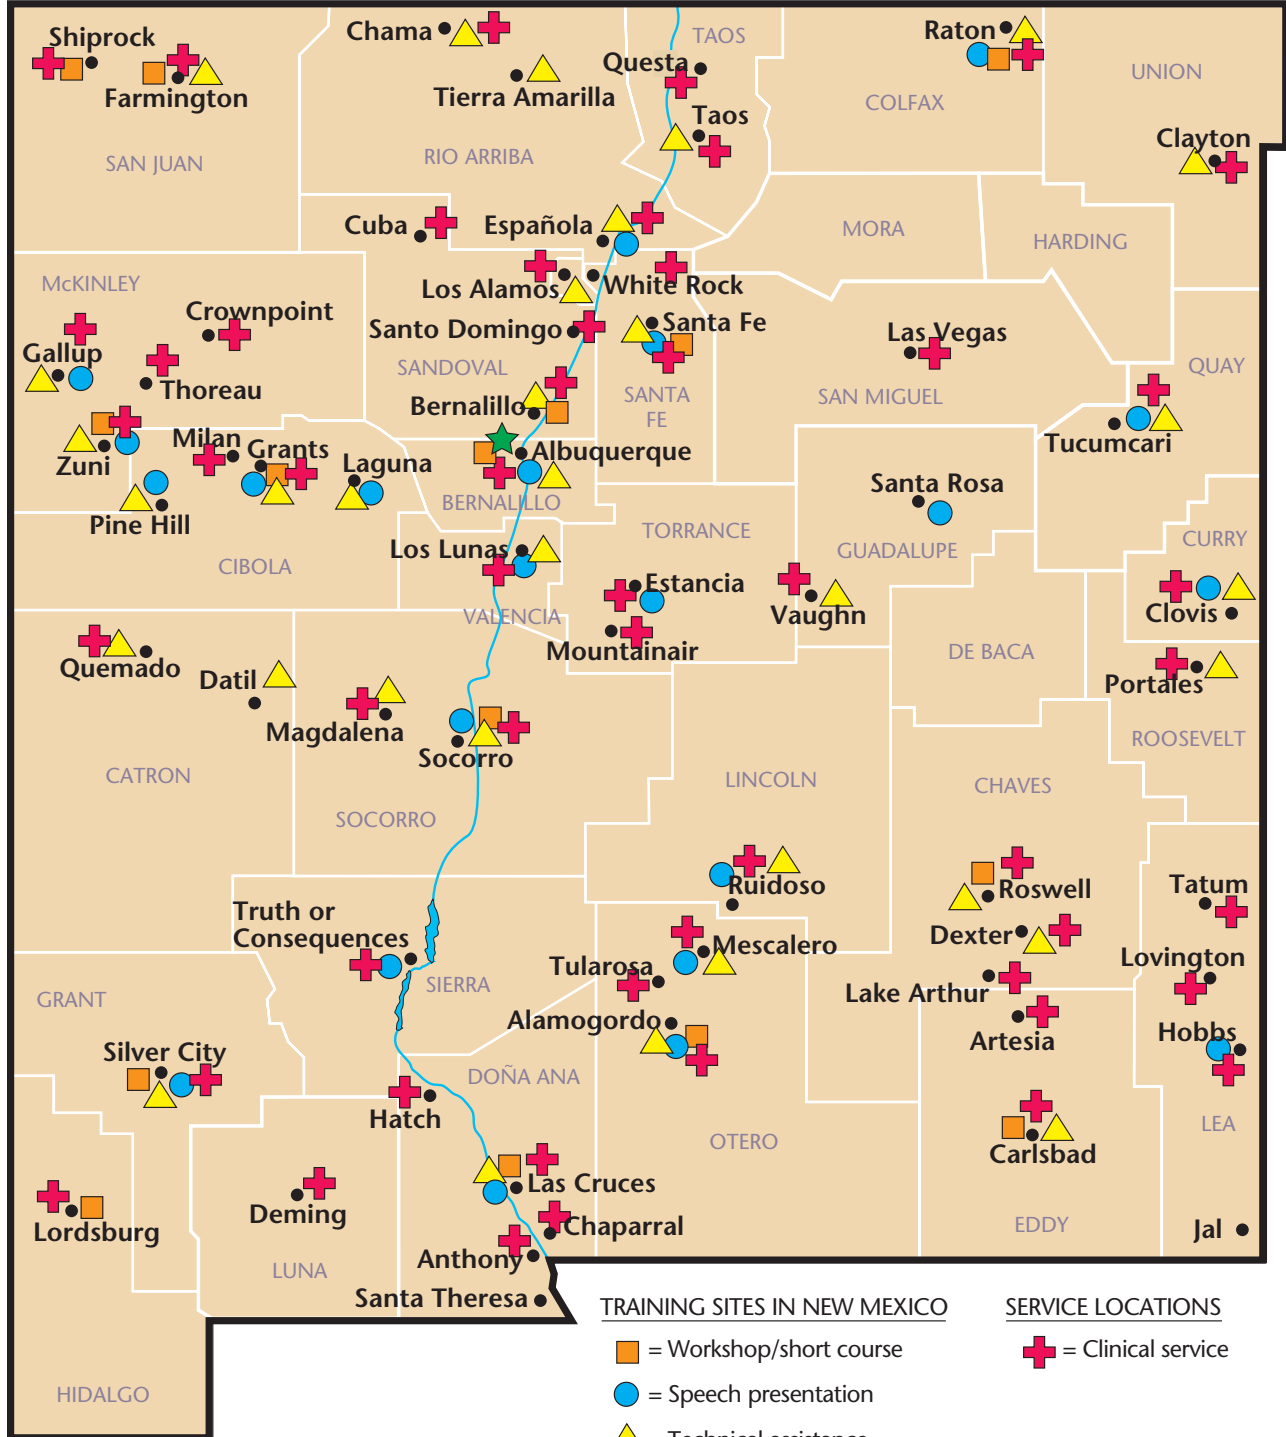 Shiprock
Farmington
SAN JUAN
Chama
Tierra Amarilla
RIO ARRIBA
TAOS
Questa
Taos
Raton
COLFAX
UNION
Clayton
Cuba
Española
MORA
HARDING
McKINLEY
Los Alamos
White Rock
Crownpoint
Gallup
Thoreau
Santo Domingo
Santa Fe
Las Vegas
SANDOVAL
SANTA
FE
SAN MIGUEL
QUAY
Bernalillo
Tucumcari
Zuni
Milan
Grants
Laguna
Albuquerque
BERNALILLO
Pine Hill
Santa Rosa
TORRANCE
GUADALUPE
CURRY
CIBOLA
Los Lunas
Estancia
Vaughn
Clovis
VALENCIA
Mountainair
DE BACA
Quemado
Datil
Magdalena
Portales
Socorro
ROOSEVELT
CATRON
SOCORRO
LINCOLN
CHAVES
Ruidoso
Roswell
Tatum
Truth or
Consequences
Mescalero
Dexter
Lovington
Tularosa
SIERRA
GRANT
Lake Arthur
Alamogordo
Artesia
Hobbs
Silver City
DOÑA ANA
Hatch
OTERO
Carlsbad
LEA
Las Cruces
Lordsburg
Deming
Chaparral
EDDY
Jal
Anthony
LUNA
Santa Theresa
HIDALGO
TRAINING SITES IN NEW MEXICO
= Workshop/short course
= Speech presentation
SERVICE LOCATIONS
= Clinical service